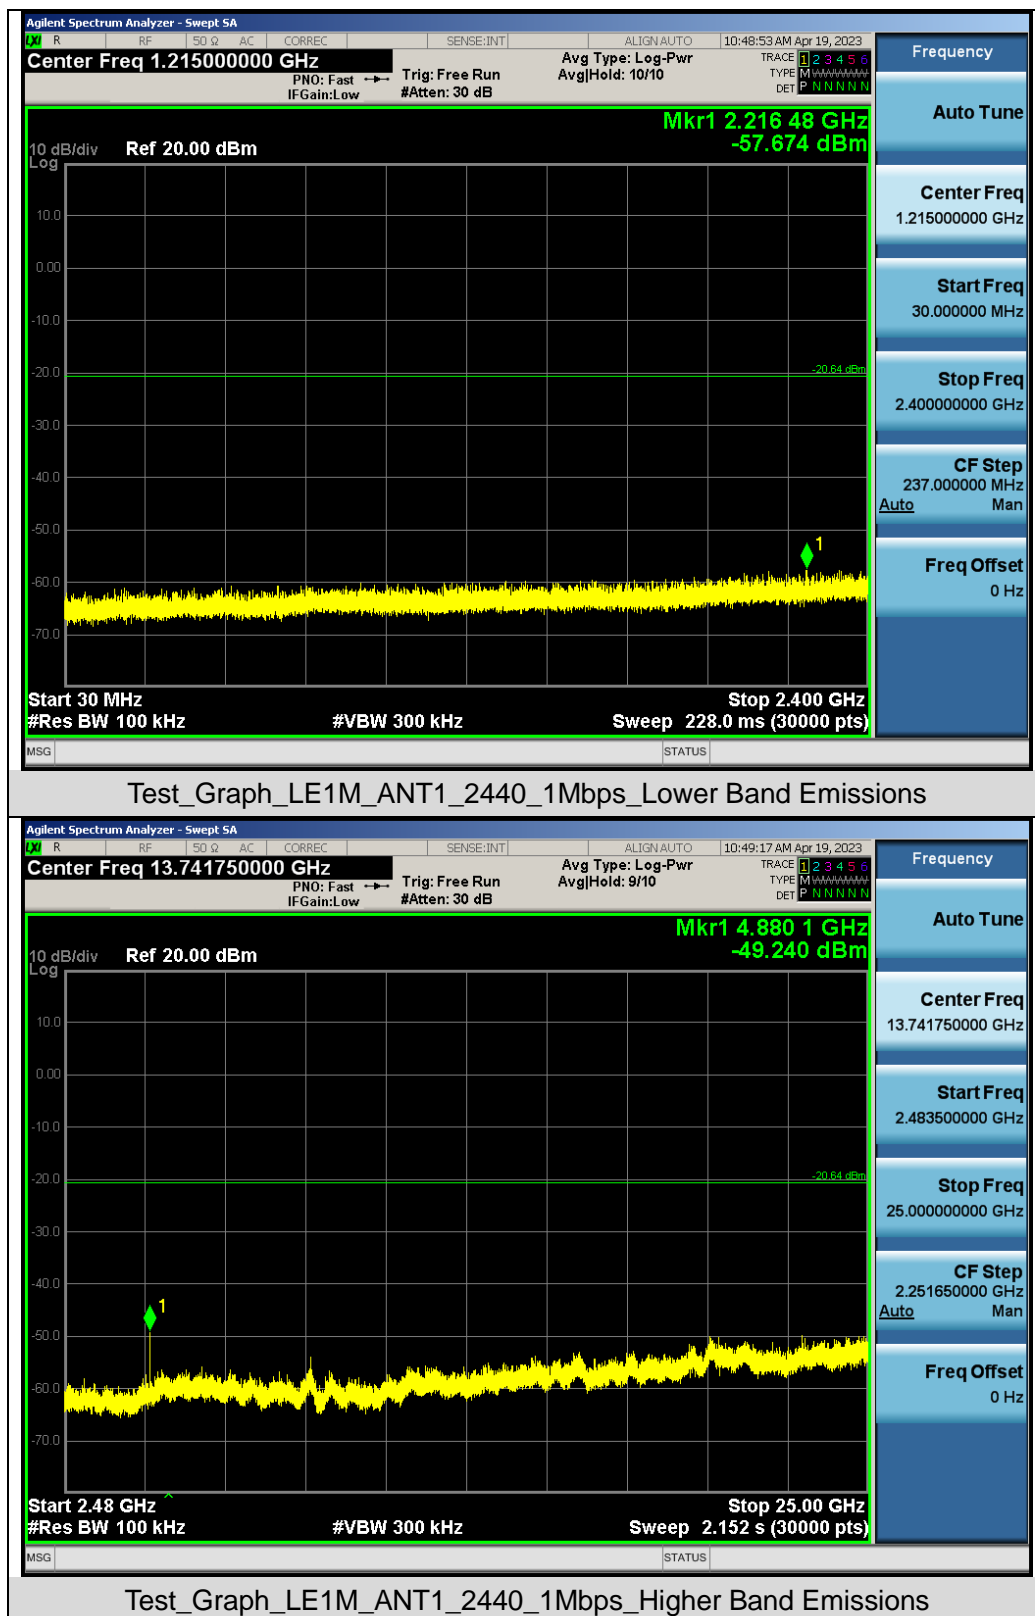 Agilent Spectrum Analyzer - Swept SA
LXI R RF 50 Ω AC CORREC SENSE:INT ALIGNAUTO 10:48:53 AM Apr 19, 2023
Center Freq 1.215000000 GHz
PNO: Fast
IFGain:Low
Trig: Free Run
#Atten: 30 dB
Avg Type: Log-Pwr
Avg|Hold: 10/10
TRACE 1 2 3 4 5 6
TYPE M
DET P N N N N N
Mkr1 2.216 48 GHz
-57.674 dBm
10 dB/div Ref 20.00 dBm
Log
10.0
0.00
-10.0
-20.0
-20.64 dBm
-30.0
-40.0
-50.0
1
-60.0
-70.0
Start 30 MHz Stop 2.400 GHz
#Res BW 100 kHz #VBW 300 kHz Sweep 228.0 ms (30000 pts)
MSG STATUS
Frequency
Auto Tune
Center Freq
1.215000000 GHz
Start Freq
30.000000 MHz
Stop Freq
2.400000000 GHz
CF Step
237.000000 MHz
Auto Man
Freq Offset
0 Hz
Test_Graph_LE1M_ANT1_2440_1Mbps_Lower Band Emissions
Agilent Spectrum Analyzer - Swept SA
LXI R RF 50 Ω AC CORREC SENSE:INT ALIGNAUTO 10:49:17 AM Apr 19, 2023
Center Freq 13.741750000 GHz
PNO: Fast
IFGain:Low
Trig: Free Run
#Atten: 30 dB
Avg Type: Log-Pwr
Avg|Hold: 9/10
TRACE 1 2 3 4 5 6
TYPE M
DET P N N N N N
Mkr1 4.880 1 GHz
-49.240 dBm
10 dB/div Ref 20.00 dBm
Log
10.0
0.00
-10.0
-20.0
-20.64 dBm
-30.0
-40.0
1
-50.0
-60.0
-70.0
Start 2.48 GHz Stop 25.00 GHz
#Res BW 100 kHz #VBW 300 kHz Sweep 2.152 s (30000 pts)
MSG STATUS
Frequency
Auto Tune
Center Freq
13.741750000 GHz
Start Freq
2.483500000 GHz
Stop Freq
25.000000000 GHz
CF Step
2.251650000 GHz
Auto Man
Freq Offset
0 Hz
Test_Graph_LE1M_ANT1_2440_1Mbps_Higher Band Emissions